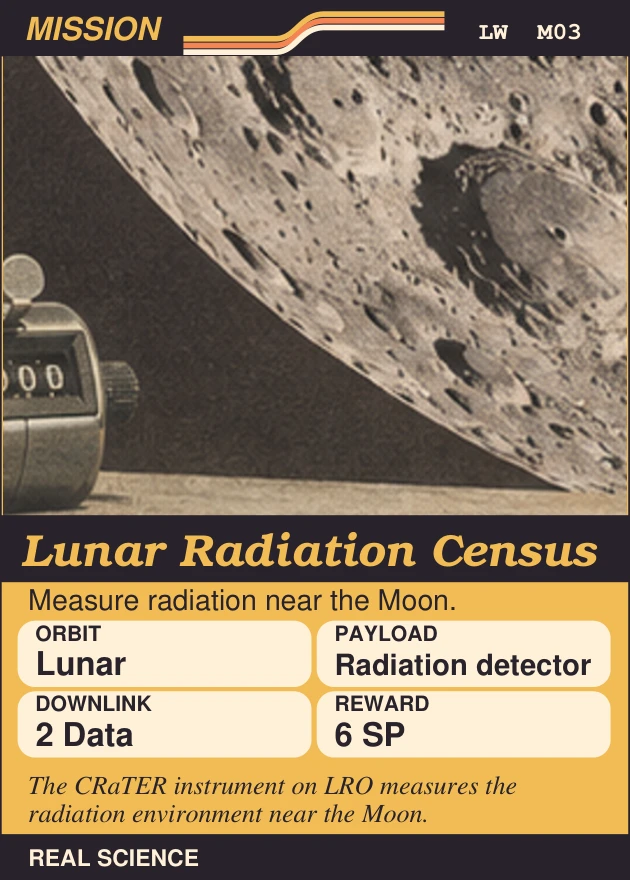 MISSION
LW M03
00
Lunar Radiation Census
Measure radiation near the Moon.
ORBIT
Lunar
PAYLOAD
Radiation detector
DOWNLINK
2 Data
REWARD
6 SP
The CRaTER instrument on LRO measures the
radiation environment near the Moon.
REAL SCIENCE